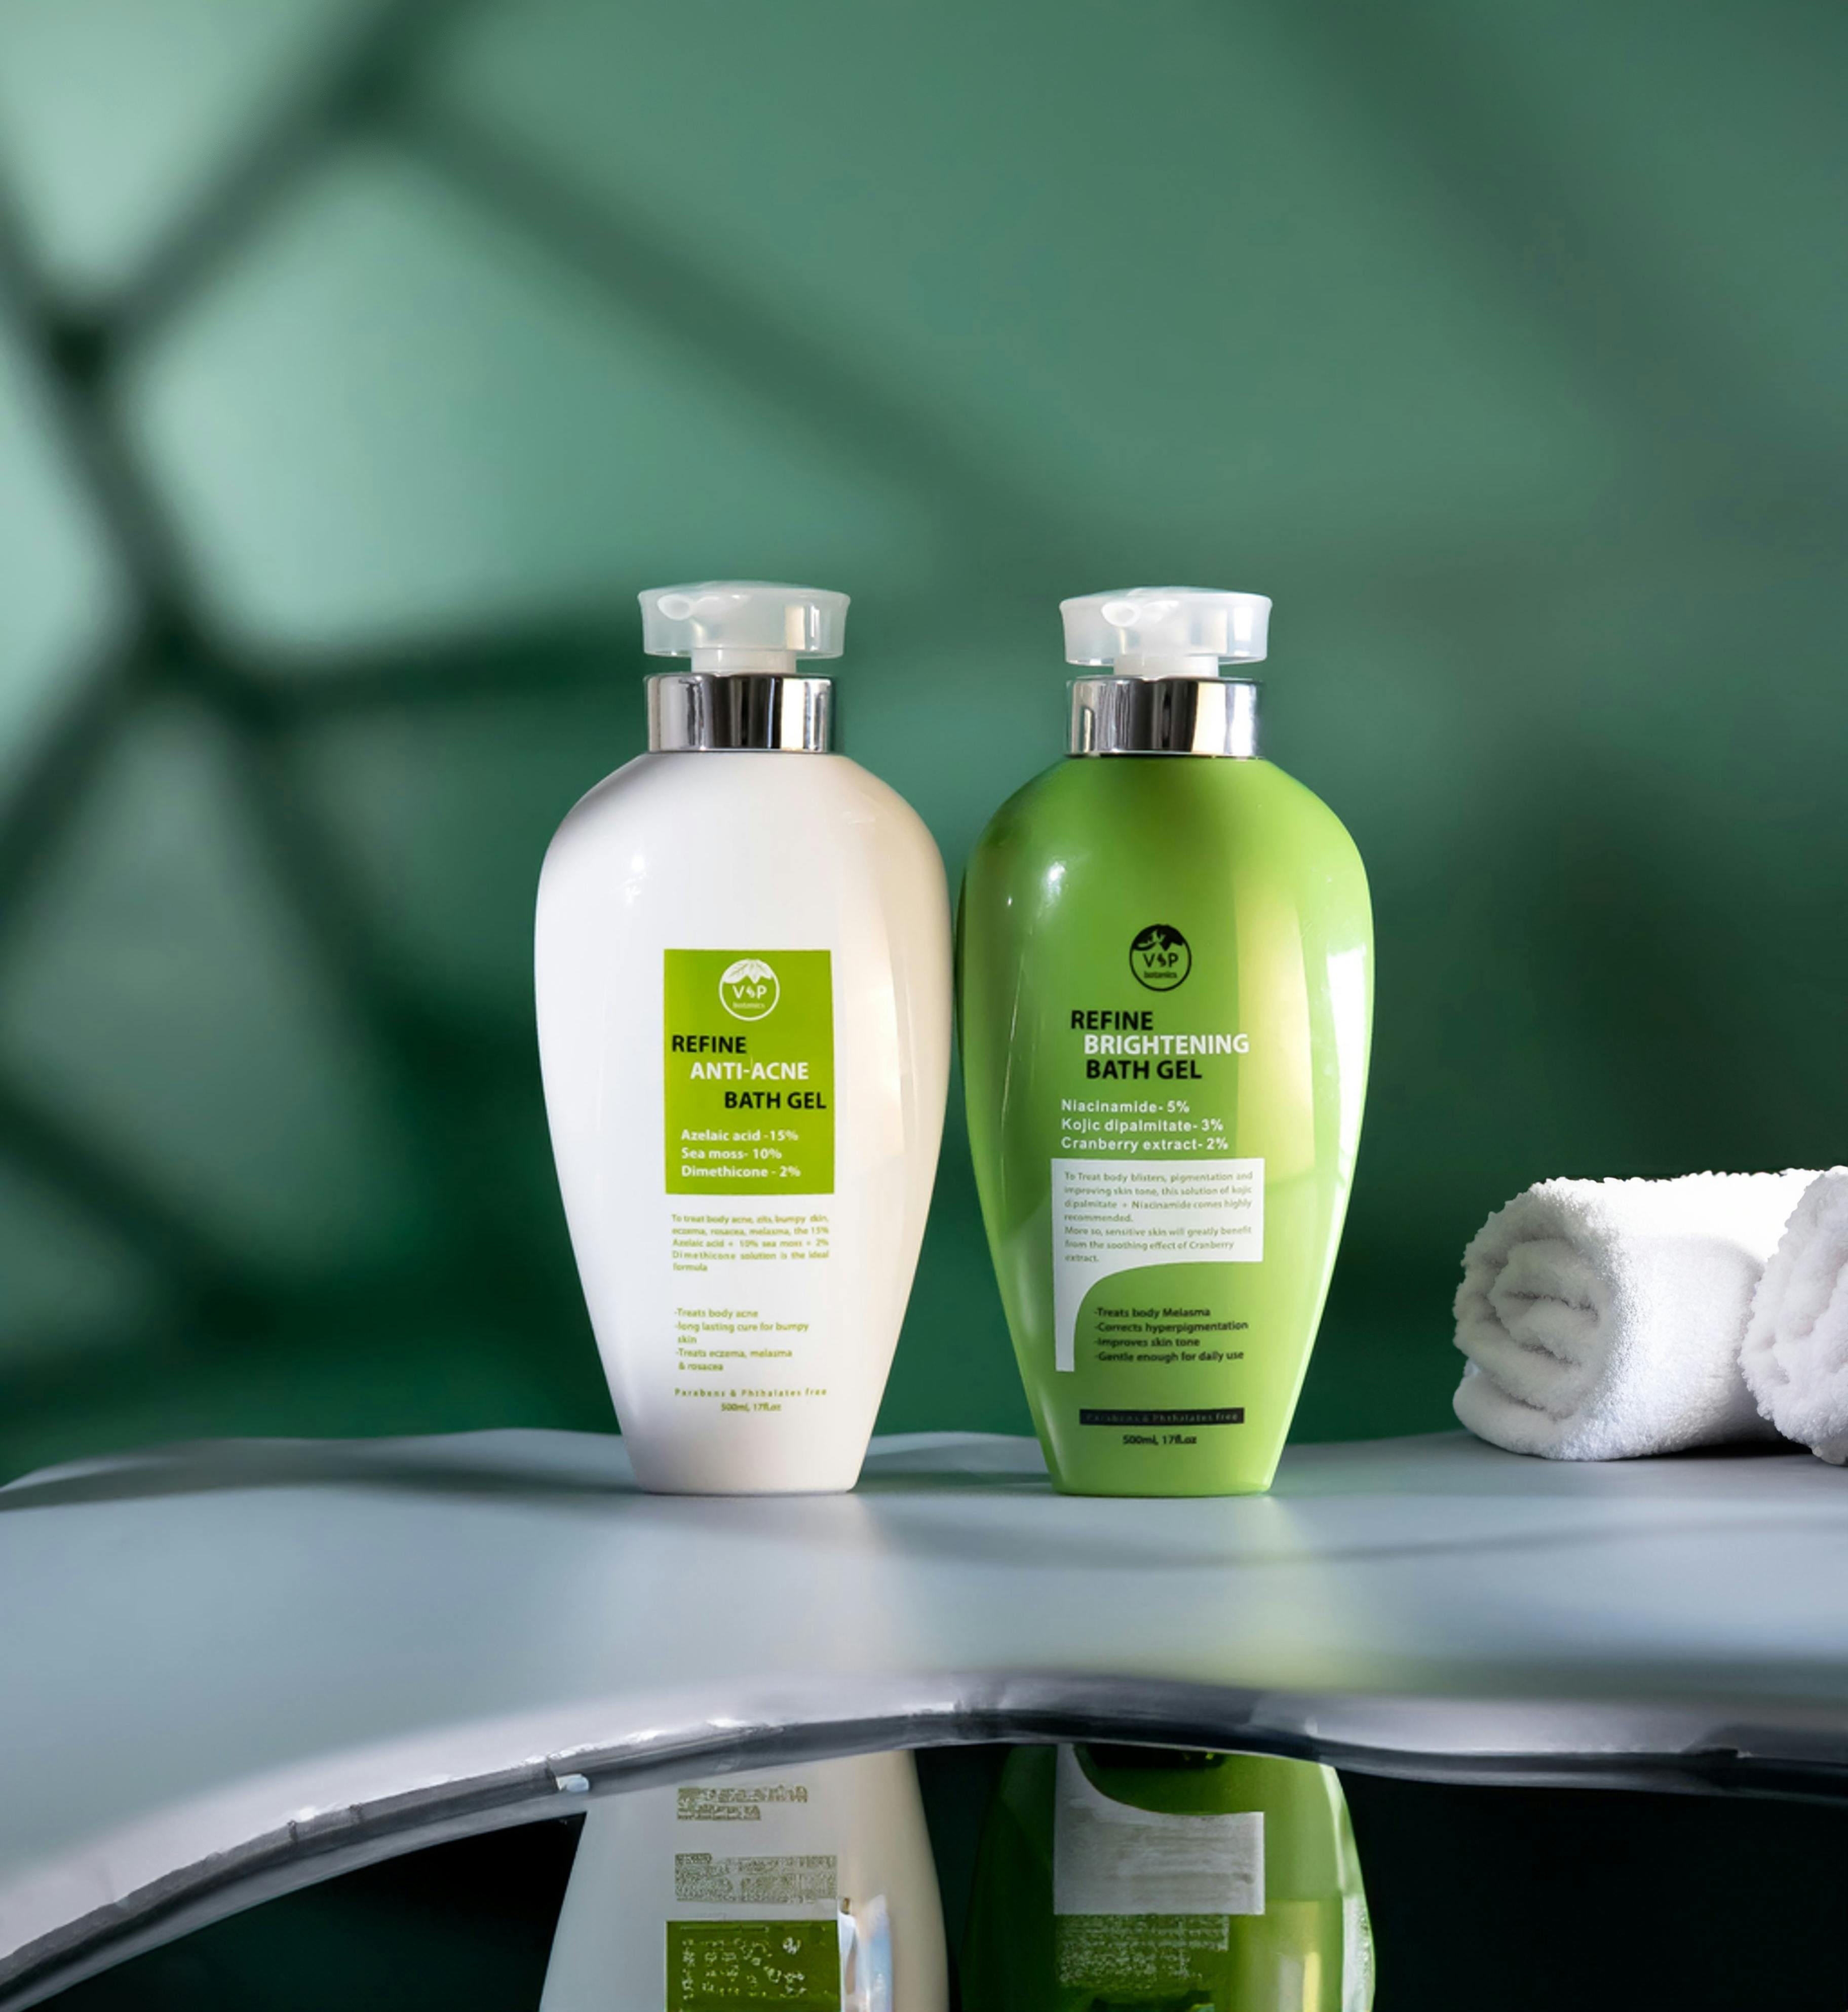 VSP
botanics
REFINE
ANTI-ACNE
BATH GEL
Azelaic acid -15%
Sea moss- 10%
Dimethicone - 2%
To treat body acne, zits, bumpy skin,
eczema, rosacea, melasma, the 15%
Azelaic acid + 10% sea moss + 2%
Dimethicone solution is the ideal
formula
-Treats body acne
-long lasting cure for bumpy
skin
-Treats eczema, melasma
& rosacea
Parabens & Phthalates free
500ml, 17fl.oz
VSP
botanics
REFINE
BRIGHTENING
BATH GEL
Niacinamide- 5%
Kojic dipalmitate- 3%
Cranberry extract- 2%
To Treat body blisters, pigmentation and
improving skin tone, this solution of kojic
dipalmitate + Niacinamide comes highly
recommended.
More so, sensitive skin will greatly benefit
from the soothing effect of Cranberry
extract.
-Treats body Melasma
-Corrects hyperpigmentation
-Improves skin tone
-Gentle enough for daily use
Parabens & Phthalates free
500ml, 17fl.oz